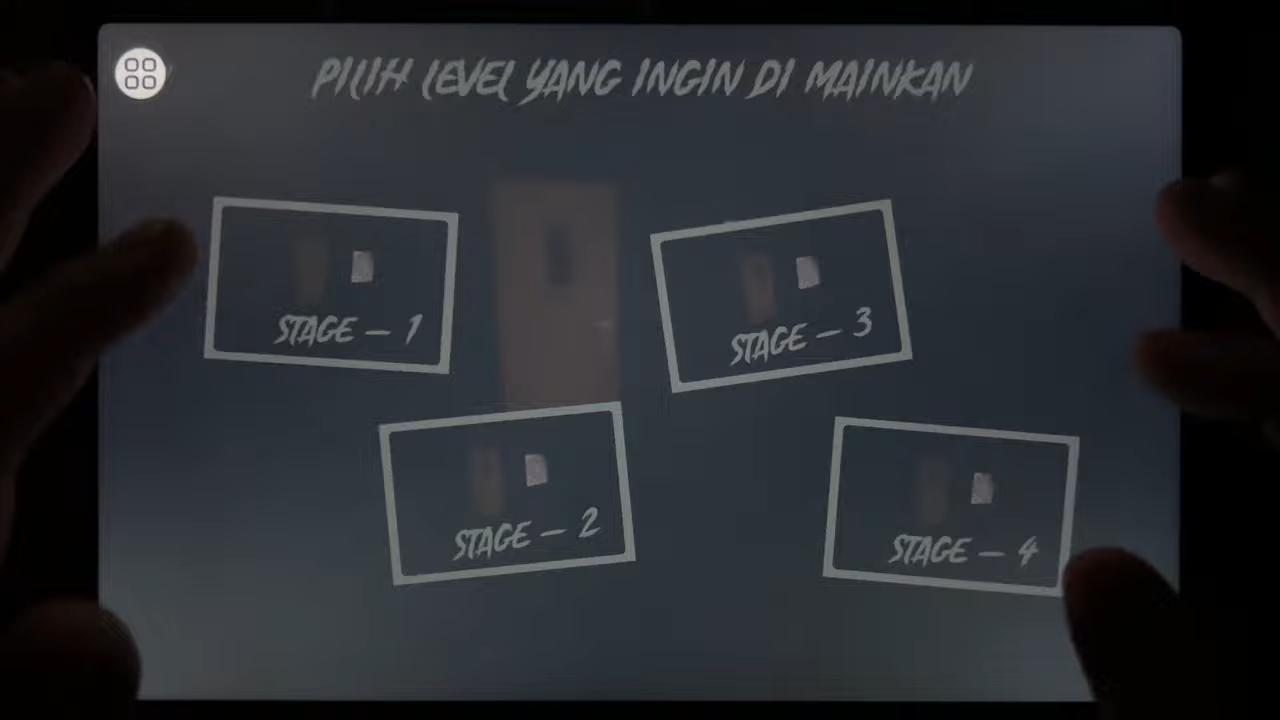 PILIH LEVEL YANG INGIN DI MAINKAN
STAGE – 1
STAGE – 3
STAGE – 2
STAGE – 4